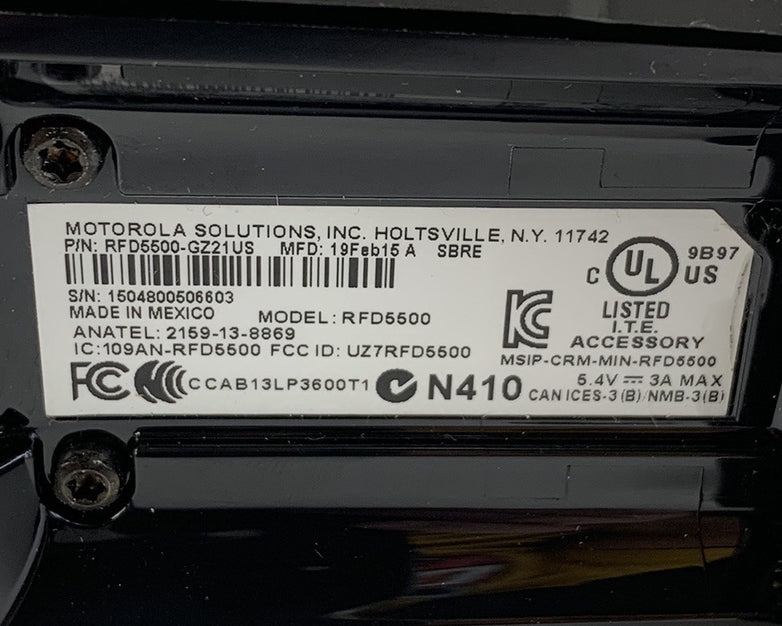 MOTOROLA SOLUTIONS, INC. HOLTSVILLE, N.Y. 11742
P/N: RFD5500-GZ21US MFD: 19Feb15 A SBRE
S/N: 1504800506603
MADE IN MEXICO MODEL: RFD5500
ANATEL: 2159-13-8869
IC:109AN-RFD5500 FCC ID: UZ7RFD5500
FC CCAB13LP3600T1 N410
C UL US 9B97
LISTED
I.T.E.
ACCESSORY
KC
MSIP-CRM-MIN-RFD5500
5.4V ⎓ 3A MAX
CAN ICES-3 (B)/NMB-3(B)